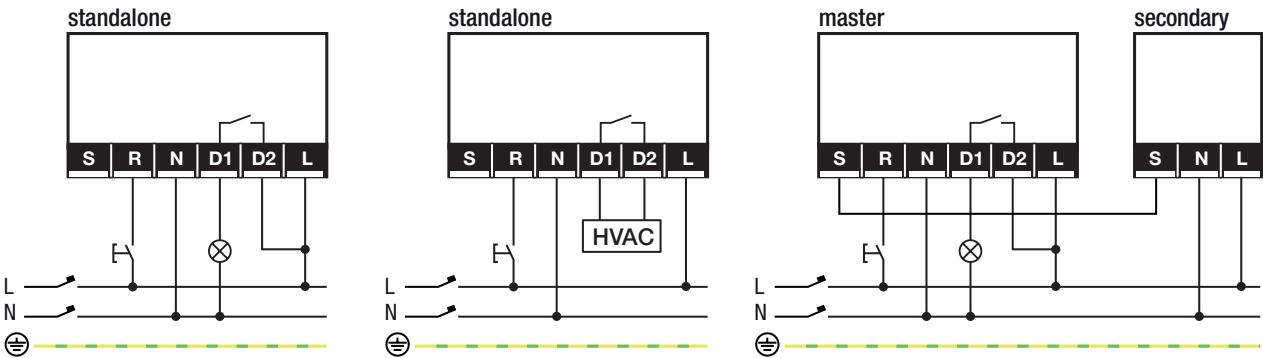 standalone
S R N D1 D2 L
L
N
standalone
S R N D1 D2 L
HVAC
L
N
master
S R N D1 D2 L
secondary
S N L
L
N